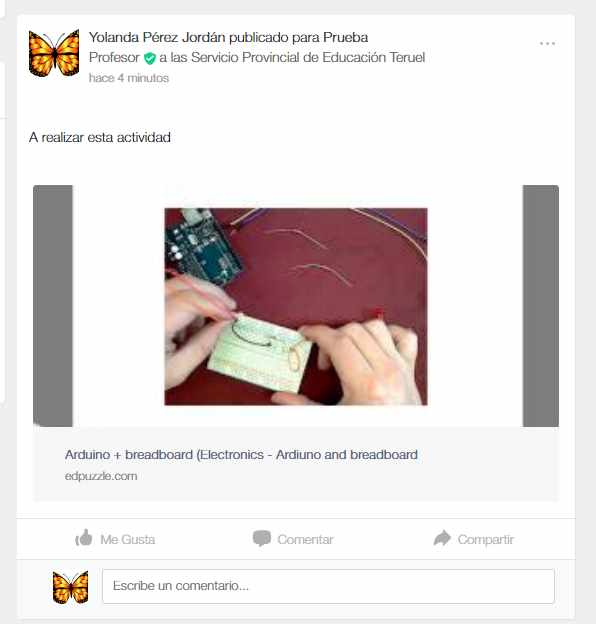 Yolanda Pérez Jordán publicado para Prueba
Profesor a las Servicio Provincial de Educación Teruel
hace 4 minutos
A realizar esta actividad
Arduino + breadboard (Electronics - Ardiuno and breadboard
edpuzzle.com
Me Gusta
Comentar
Compartir
Escribe un comentario...